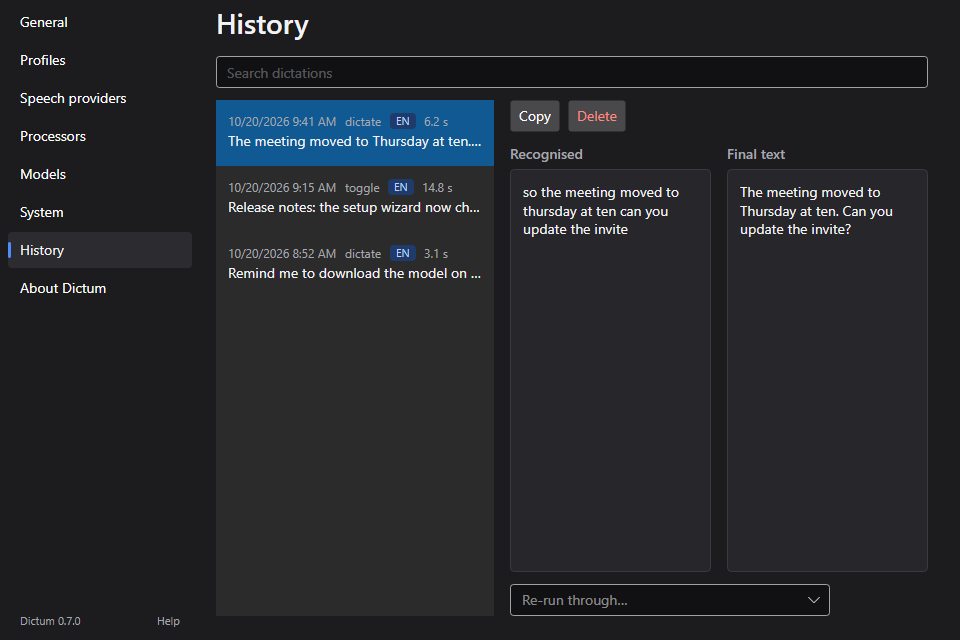 General
Profiles
Speech providers
Processors
Models
System
History
About Dictum
Dictum 0.7.0
Help
History
Search dictations
10/20/2026 9:41 AM dictate EN 6.2 s
The meeting moved to Thursday at ten....
10/20/2026 9:15 AM toggle EN 14.8 s
Release notes: the setup wizard now ch...
10/20/2026 8:52 AM dictate EN 3.1 s
Remind me to download the model on ...
Copy
Delete
Recognised
so the meeting moved to
thursday at ten can you
update the invite
Final text
The meeting moved to
Thursday at ten. Can you
update the invite?
Re-run through...